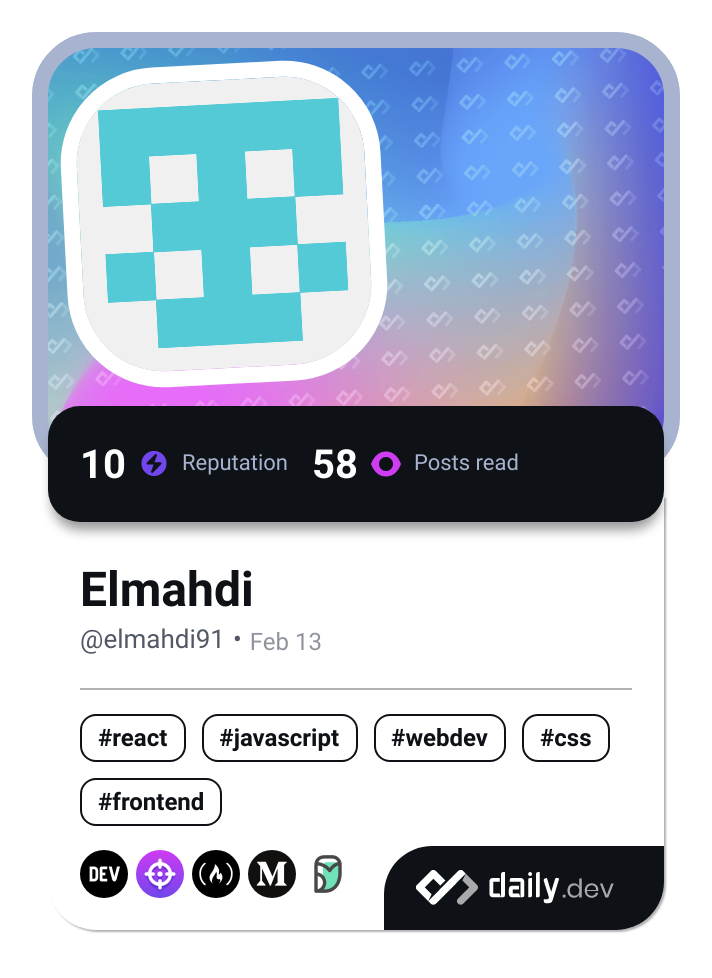 10 Reputation 58 Posts read
Elmahdi
@elmahdi91 • Feb 13
#react #javascript #webdev #css
#frontend
DEV M daily.dev